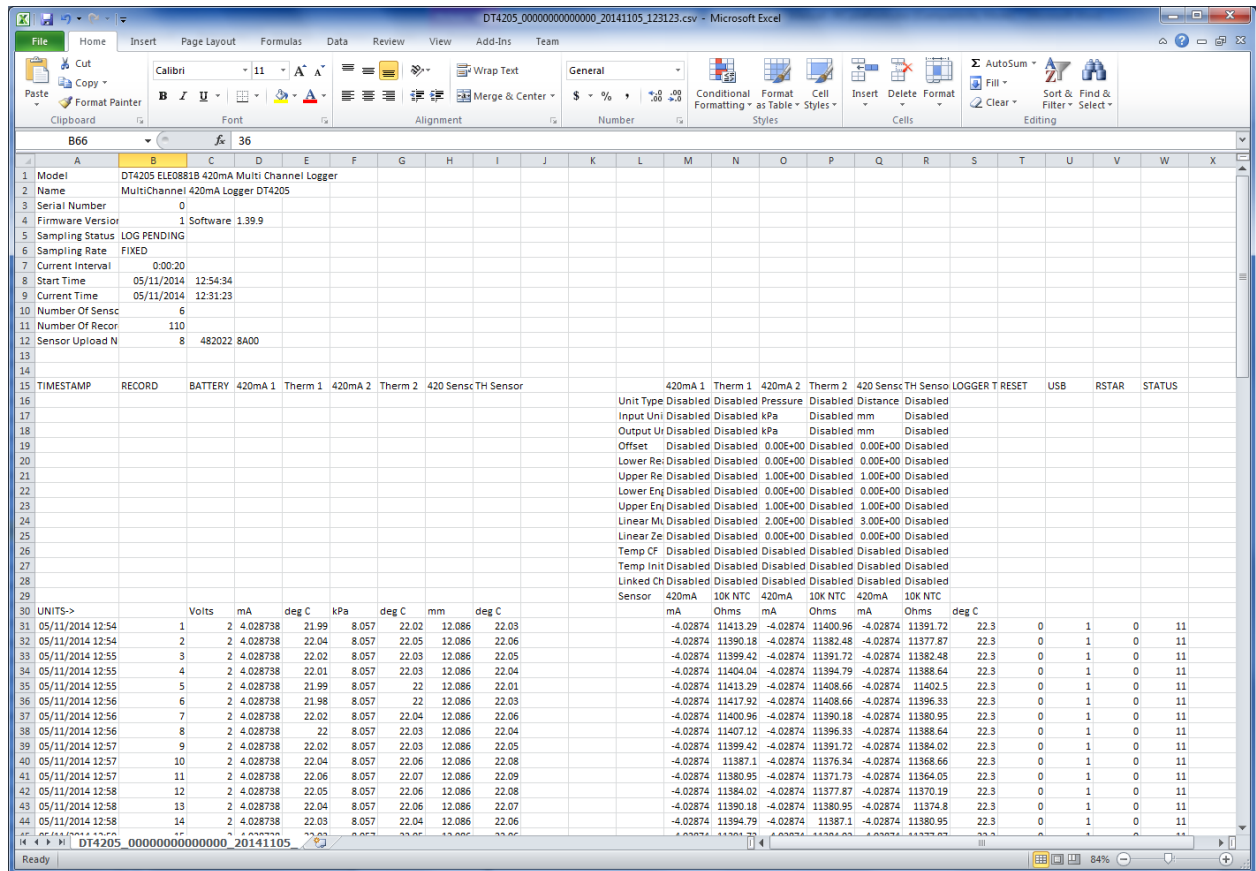 DT4205_00000000000000_20141105_123123.csv - Microsoft Excel
File Home Insert Page Layout Formulas Data Review View Add-Ins Team
Paste Cut Copy Format Painter
Calibri 11 A A Wrap Text General
B I U A Merge & Center $ % , .00 .00
Conditional Formatting Format as Table Cell Styles Insert Delete Format Σ AutoSum Fill Clear Sort & Filter Find & Select
Clipboard Font Alignment Number Styles Cells Editing
B66 fx 36
A B C D E F G H I J K L M N O P Q R S T U V W X
1 Model DT4205 ELE0881B 420mA Multi Channel Logger
2 Name MultiChannel 420mA Logger DT4205
3 Serial Number 0
4 Firmware Version 1 Software 1.39.9
5 Sampling Status LOG PENDING
6 Sampling Rate FIXED
7 Current Interval 0:00:20
8 Start Time 05/11/2014 12:54:34
9 Current Time 05/11/2014 12:31:23
10 Number Of Senso 6
11 Number Of Recor 110
12 Sensor Upload N 8 482022 8A00
13
14
15 TIMESTAMP RECORD BATTERY 420mA 1 Therm 1 420mA 2 Therm 2 420 Senso TH Sensor 420mA 1 Therm 1 420mA 2 Therm 2 420 Senso TH Senso LOGGER T RESET USB RSTAR STATUS
16 Unit Type Disabled Disabled Pressure Disabled Distance Disabled
17 Input Uni Disabled Disabled kPa Disabled mm Disabled
18 Output Ur Disabled Disabled kPa Disabled mm Disabled
19 Offset Disabled Disabled 0.00E+00 Disabled 0.00E+00 Disabled
20 Lower Rea Disabled Disabled 0.00E+00 Disabled 0.00E+00 Disabled
21 Upper Re Disabled Disabled 1.00E+00 Disabled 1.00E+00 Disabled
22 Lower Eng Disabled Disabled 0.00E+00 Disabled 0.00E+00 Disabled
23 Upper Eng Disabled Disabled 1.00E+00 Disabled 1.00E+00 Disabled
24 Linear Mu Disabled Disabled 2.00E+00 Disabled 3.00E+00 Disabled
25 Linear Ze Disabled Disabled 0.00E+00 Disabled 0.00E+00 Disabled
26 Temp CF Disabled Disabled Disabled Disabled Disabled Disabled
27 Temp Init Disabled Disabled Disabled Disabled Disabled Disabled
28 Linked Ch Disabled Disabled Disabled Disabled Disabled Disabled
29 Sensor 420mA 10K NTC 420mA 10K NTC 420mA 10K NTC
30 UNITS-> Volts mA deg C kPa deg C mm deg C mA Ohms mA Ohms mA Ohms deg C
31 05/11/2014 12:54 1 2 4.028738 21.99 8.057 22.02 12.086 22.03 -4.02874 11413.29 -4.02874 11400.96 -4.02874 11391.72 22.3 0 1 0 11
32 05/11/2014 12:54 2 2 4.028738 22.04 8.057 22.05 12.086 22.06 -4.02874 11390.18 -4.02874 11382.48 -4.02874 11377.87 22.3 0 1 0 11
33 05/11/2014 12:55 3 2 4.028738 22.02 8.057 22.03 12.086 22.05 -4.02874 11399.42 -4.02874 11391.72 -4.02874 11382.48 22.3 0 1 0 11
34 05/11/2014 12:55 4 2 4.028738 22.01 8.057 22.03 12.086 22.04 -4.02874 11404.04 -4.02874 11394.79 -4.02874 11388.64 22.3 0 1 0 11
35 05/11/2014 12:55 5 2 4.028738 21.99 8.057 22 12.086 22.01 -4.02874 11413.29 -4.02874 11408.66 -4.02874 11402.5 22.3 0 1 0 11
36 05/11/2014 12:56 6 2 4.028738 21.98 8.057 22 12.086 22.03 -4.02874 11417.92 -4.02874 11408.66 -4.02874 11396.33 22.3 0 1 0 11
37 05/11/2014 12:56 7 2 4.028738 22.02 8.057 22.04 12.086 22.06 -4.02874 11400.96 -4.02874 11390.18 -4.02874 11380.95 22.3 0 1 0 11
38 05/11/2014 12:56 8 2 4.028738 22 8.057 22.03 12.086 22.04 -4.02874 11407.12 -4.02874 11396.33 -4.02874 11388.64 22.3 0 1 0 11
39 05/11/2014 12:57 9 2 4.028738 22.02 8.057 22.03 12.086 22.05 -4.02874 11399.42 -4.02874 11391.72 -4.02874 11384.02 22.3 0 1 0 11
40 05/11/2014 12:57 10 2 4.028738 22.04 8.057 22.06 12.086 22.08 -4.02874 11387.1 -4.02874 11376.34 -4.02874 11368.66 22.3 0 1 0 11
41 05/11/2014 12:57 11 2 4.028738 22.06 8.057 22.07 12.086 22.09 -4.02874 11380.95 -4.02874 11371.73 -4.02874 11364.05 22.3 0 1 0 11
42 05/11/2014 12:58 12 2 4.028738 22.05 8.057 22.06 12.086 22.08 -4.02874 11384.02 -4.02874 11377.87 -4.02874 11370.19 22.3 0 1 0 11
43 05/11/2014 12:58 13 2 4.028738 22.04 8.057 22.06 12.086 22.07 -4.02874 11390.18 -4.02874 11380.95 -4.02874 11374.8 22.3 0 1 0 11
44 05/11/2014 12:58 14 2 4.028738 22.03 8.057 22.04 12.086 22.06 -4.02874 11394.79 -4.02874 11387.1 -4.02874 11380.95 22.3 0 1 0 11
DT4205_00000000000000_20141105_
Ready 84%